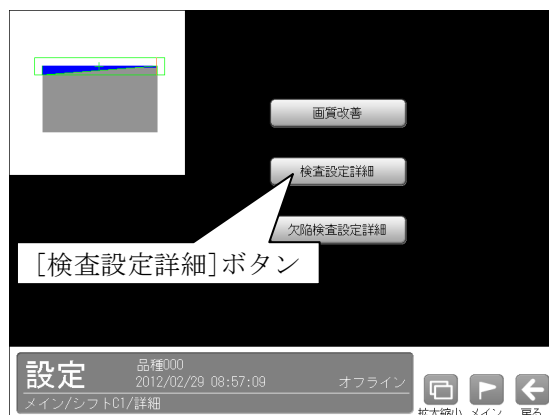 画質改善
検査設定詳細
欠陥検査設定詳細
[検査設定詳細]ボタン
設定
品種000
2012/02/29 08:57:09
オフライン
メイン/シフトC1/詳細
拡大縮小 メイン 戻る